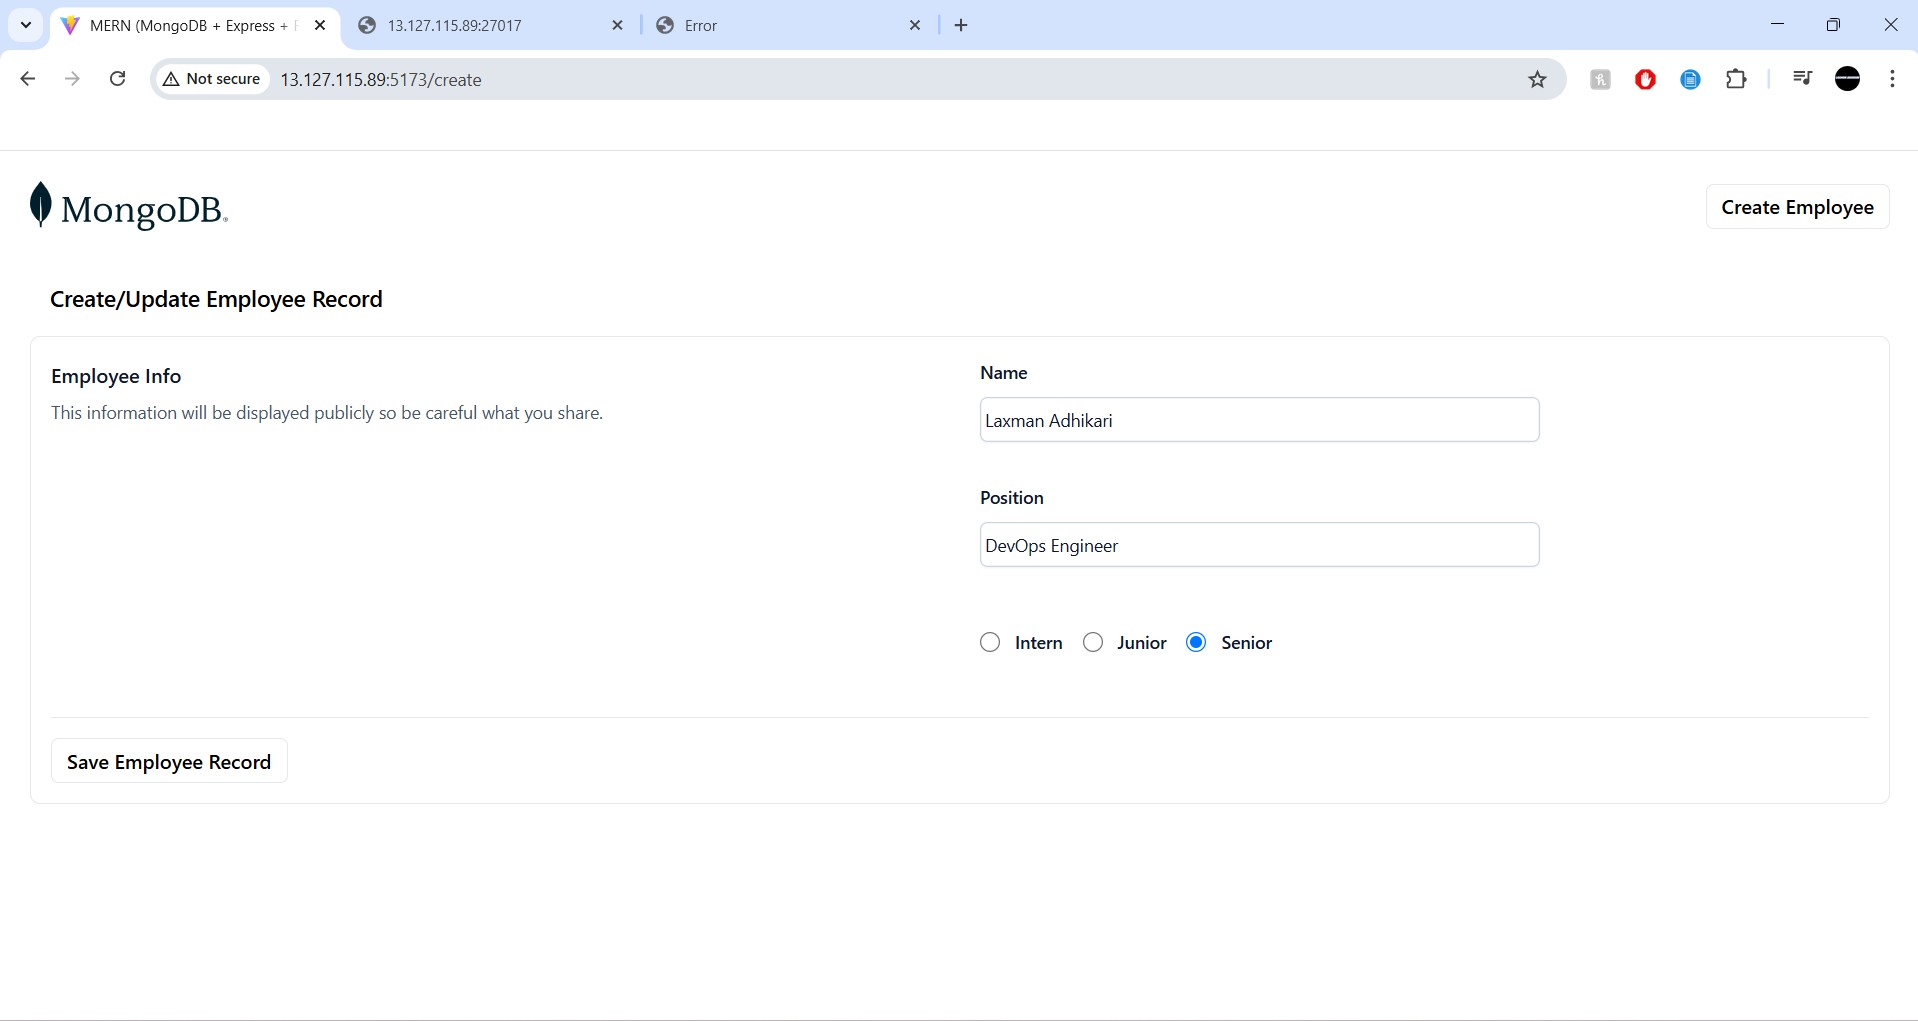 MERN (MongoDB + Express +
13.127.115.89:27017
Error
Not secure
13.127.115.89:5173/create
MongoDB®
Create Employee
Create/Update Employee Record
Employee Info
This information will be displayed publicly so be careful what you share.
Name
Laxman Adhikari
Position
DevOps Engineer
Intern Junior Senior
Save Employee Record